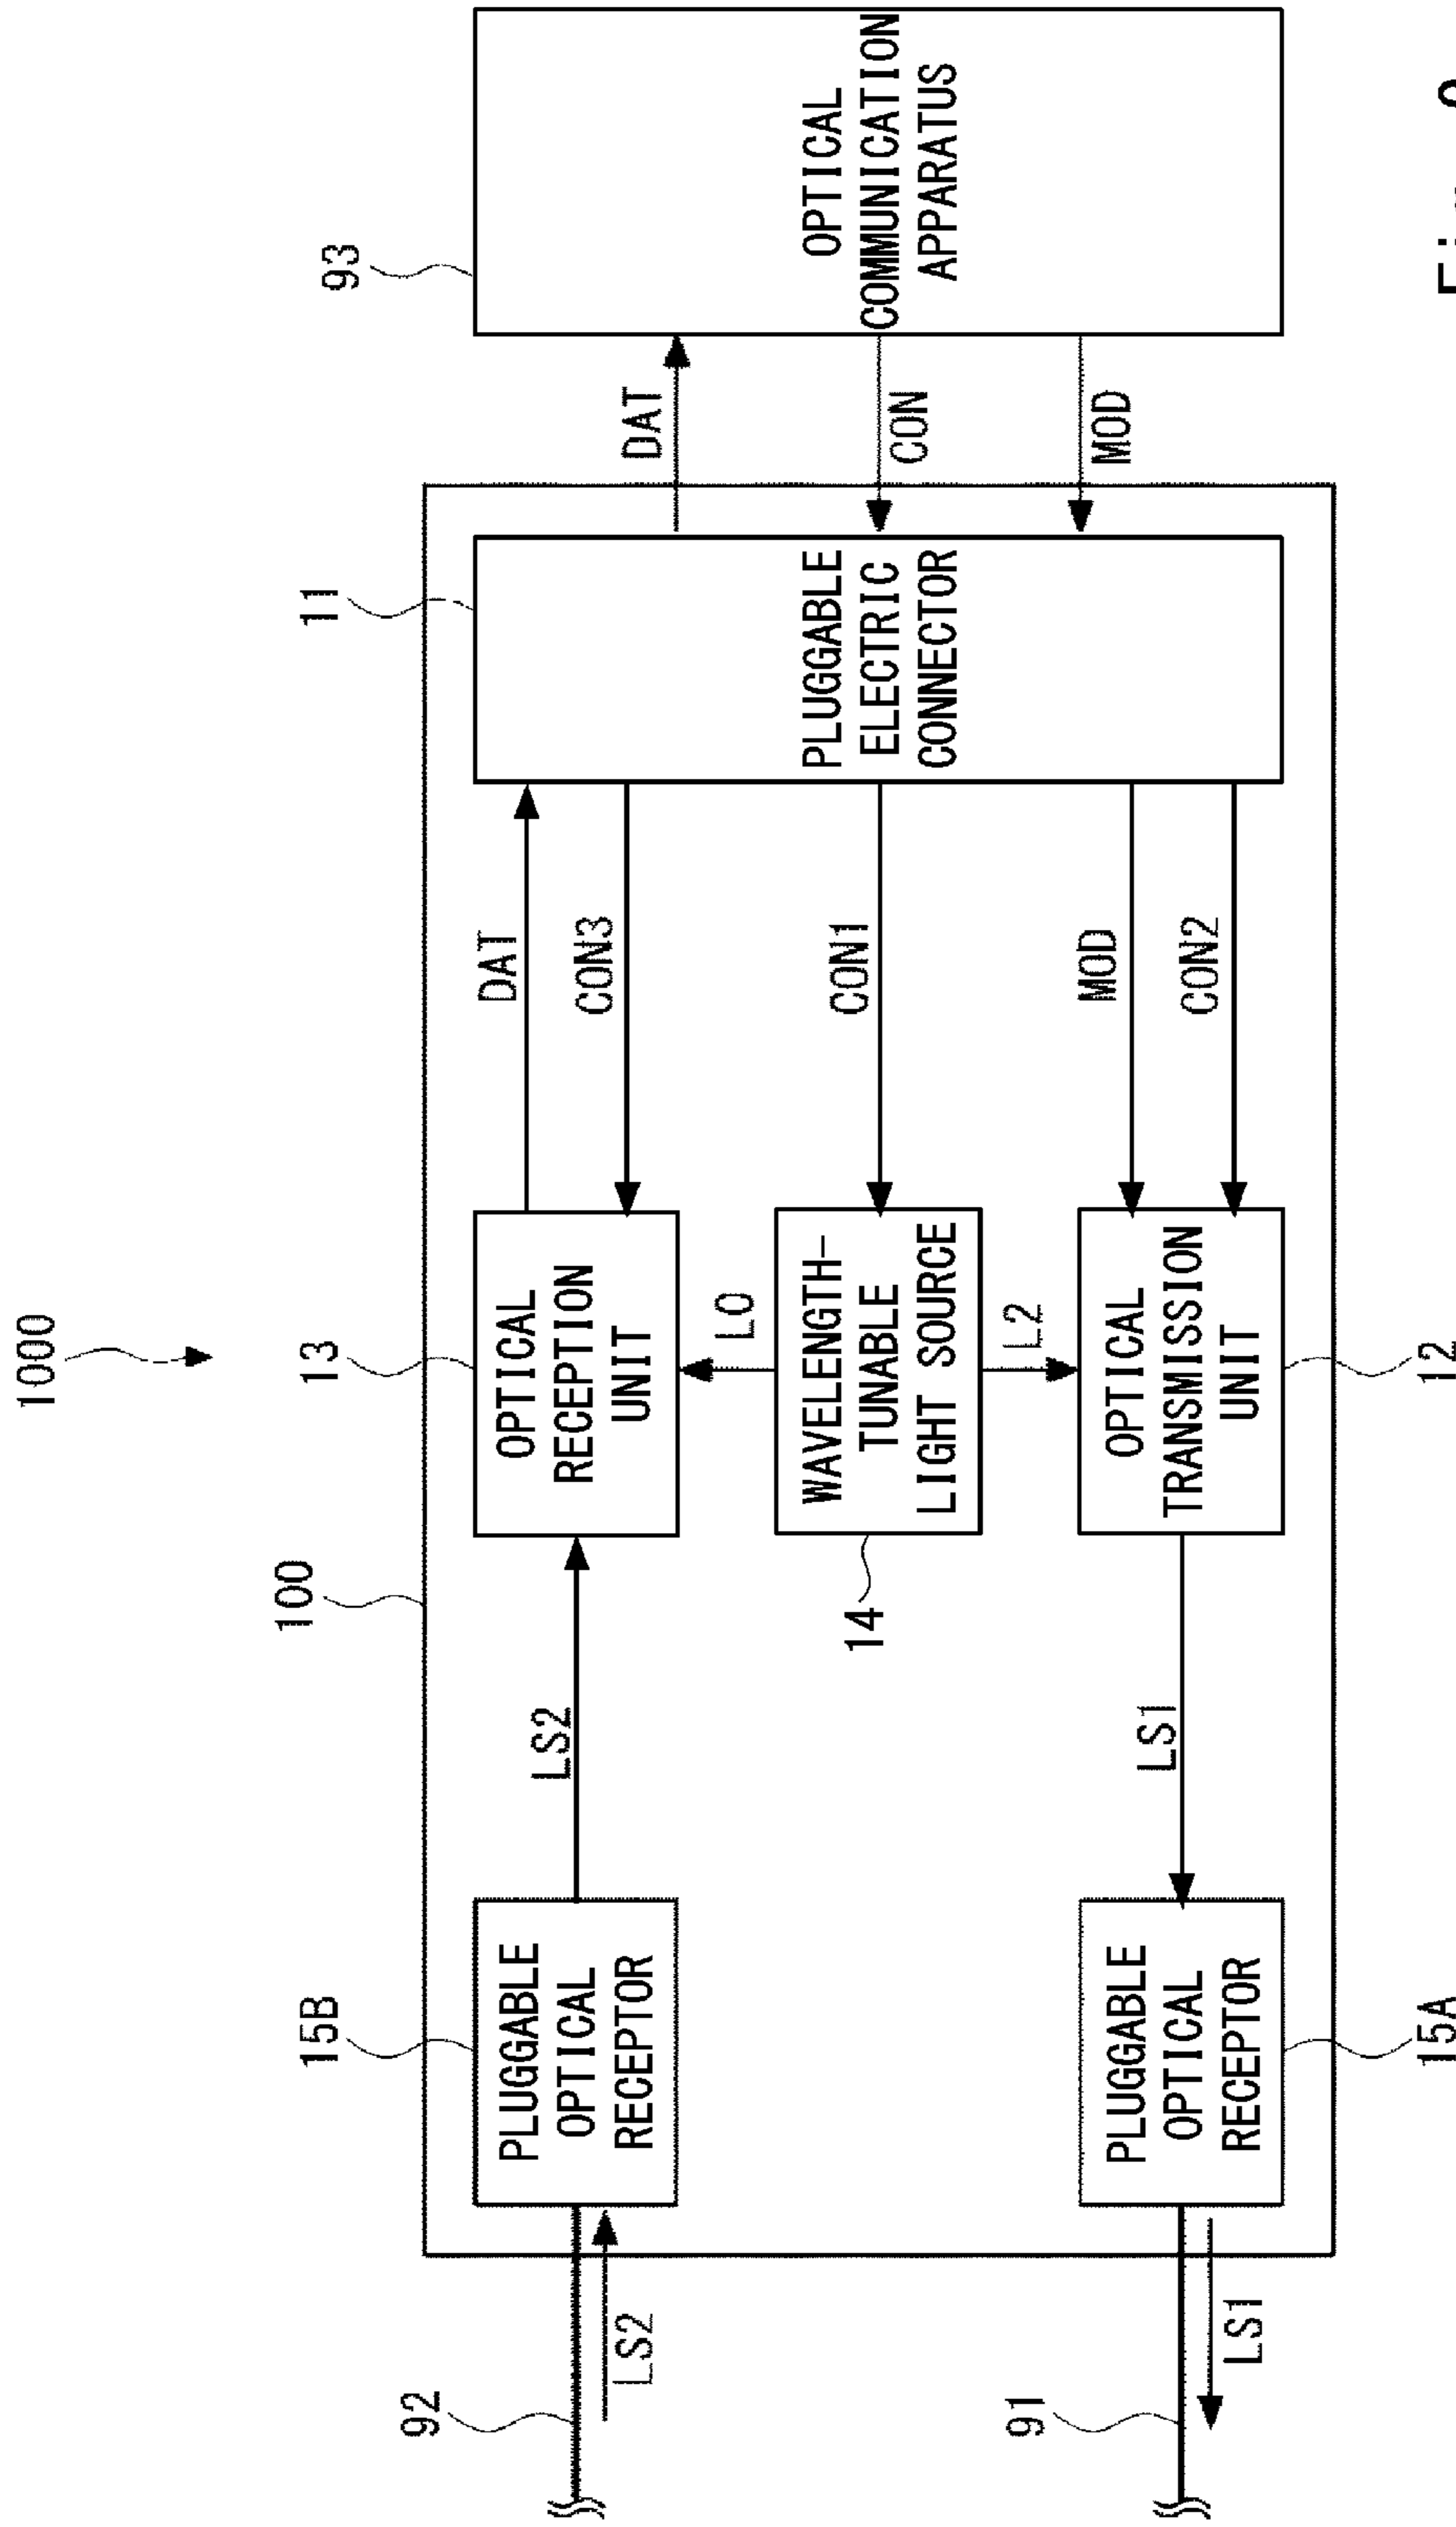 1000
100
13
11
93
15B
92
LS2
PLUGGABLE
OPTICAL
RECEPTOR
LS2
OPTICAL
RECEPTION
UNIT
DAT
CON3
LO
WAVELENGTH-
TUNABLE
LIGHT SOURCE
14
CON1
L2
PLUGGABLE
ELECTRIC
CONNECTOR
DAT
CON
MOD
OPTICAL
COMMUNICATION
APPARATUS
91
LS1
PLUGGABLE
OPTICAL
RECEPTOR
LS1
OPTICAL
TRANSMISSION
UNIT
MOD
CON2
15A
12